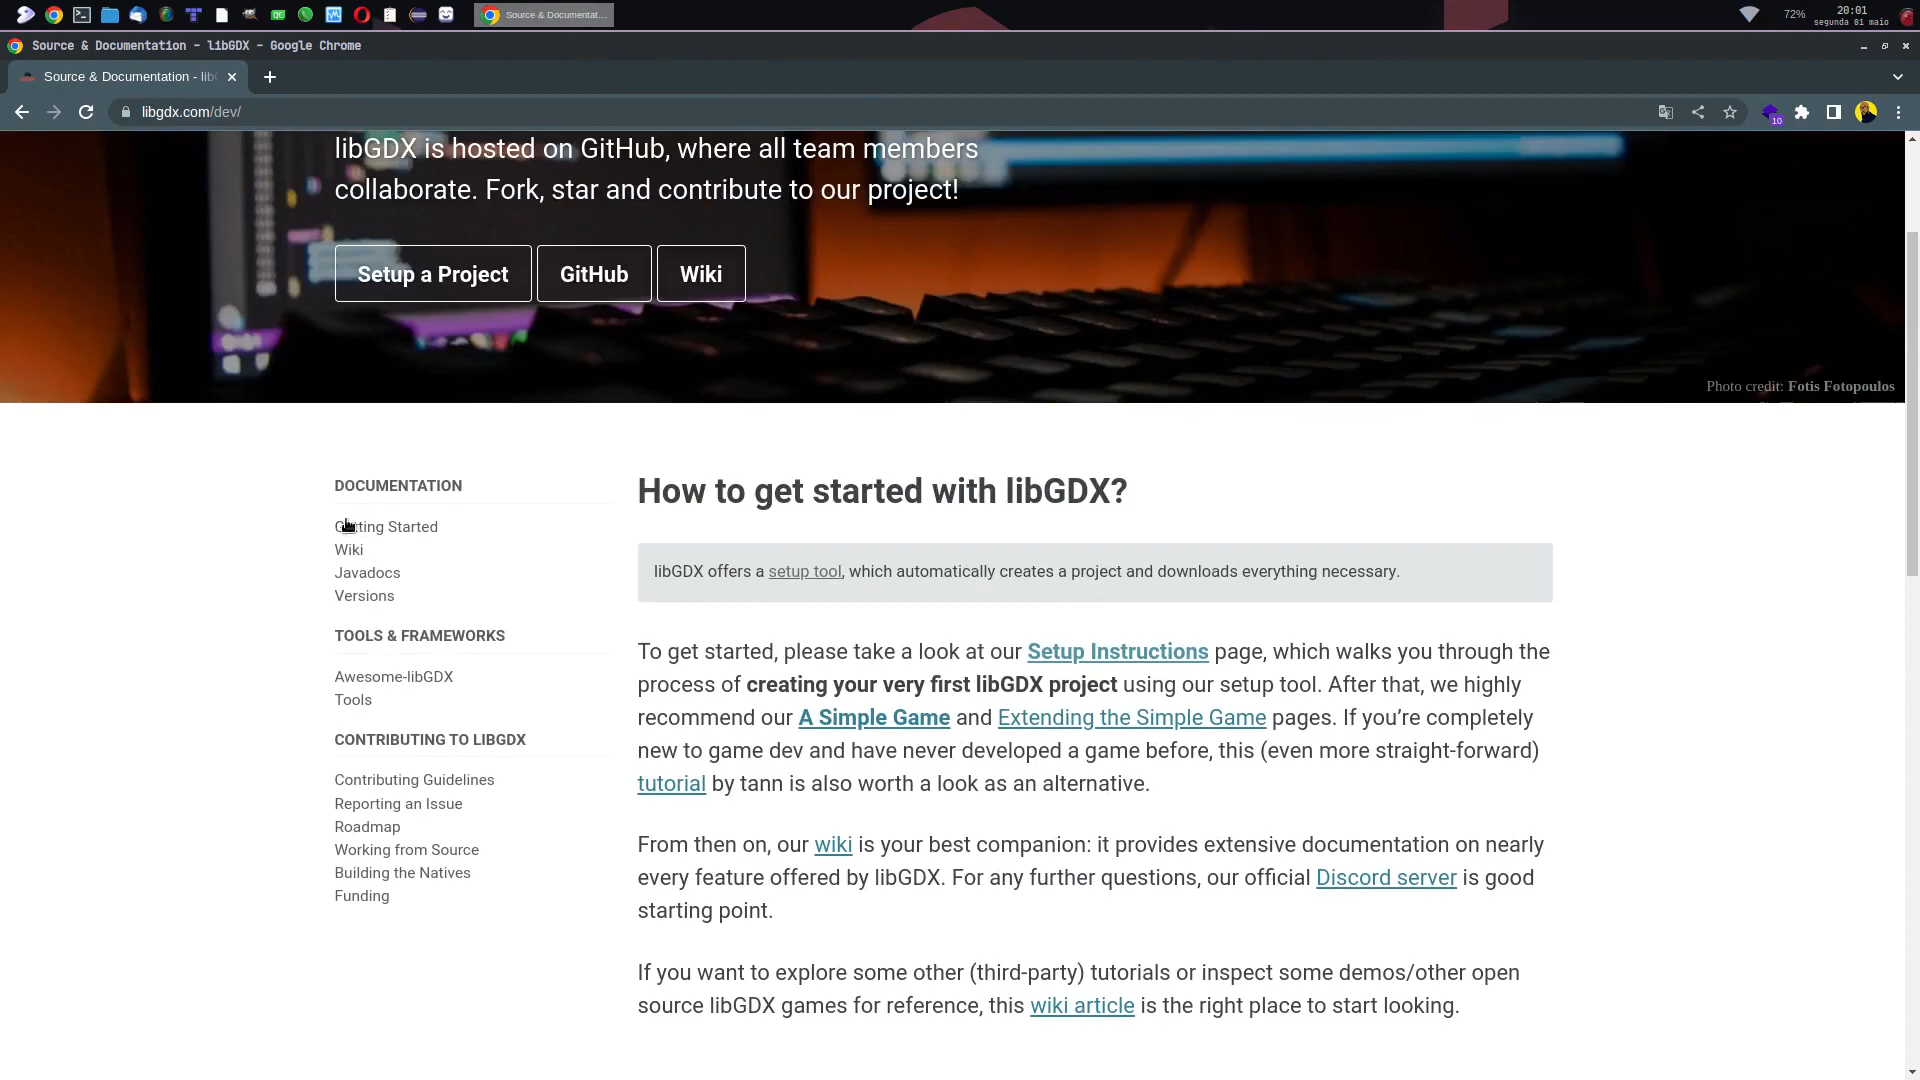 Source & Documentat...
72%
20:01
segunda 01 maio
Source & Documentation - libGDX - Google Chrome
Source & Documentation - lib
libgdx.com/dev/
10
libGDX is hosted on GitHub, where all team members
collaborate. Fork, star and contribute to our project!
Setup a Project
GitHub
Wiki
Photo credit: Fotis Fotopoulos
DOCUMENTATION
Getting Started
Wiki
Javadocs
Versions
TOOLS & FRAMEWORKS
Awesome-libGDX
Tools
CONTRIBUTING TO LIBGDX
Contributing Guidelines
Reporting an Issue
Roadmap
Working from Source
Building the Natives
Funding
How to get started with libGDX?
libGDX offers a setup tool, which automatically creates a project and downloads everything necessary.
To get started, please take a look at our Setup Instructions page, which walks you through the
process of creating your very first libGDX project using our setup tool. After that, we highly
recommend our A Simple Game and Extending the Simple Game pages. If you’re completely
new to game dev and have never developed a game before, this (even more straight-forward)
tutorial by tann is also worth a look as an alternative.
From then on, our wiki is your best companion: it provides extensive documentation on nearly
every feature offered by libGDX. For any further questions, our official Discord server is good
starting point.
If you want to explore some other (third-party) tutorials or inspect some demos/other open
source libGDX games for reference, this wiki article is the right place to start looking.